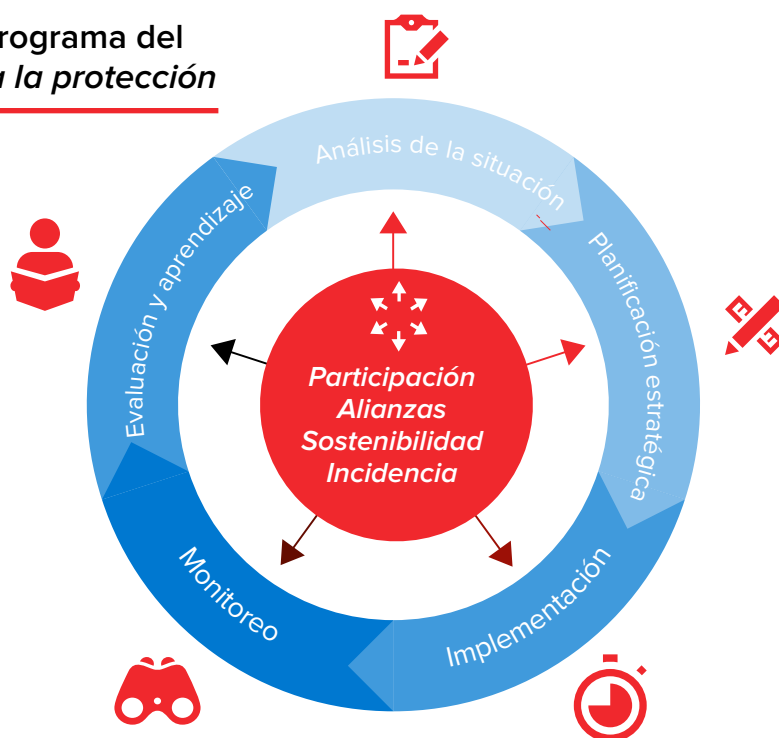 rograma del
a la protección
Análisis de la situación
Planificación estratégica
Implementación
Monitoreo
Evaluación y aprendizaje
Participación
Alianzas
Sostenibilidad
Incidencia